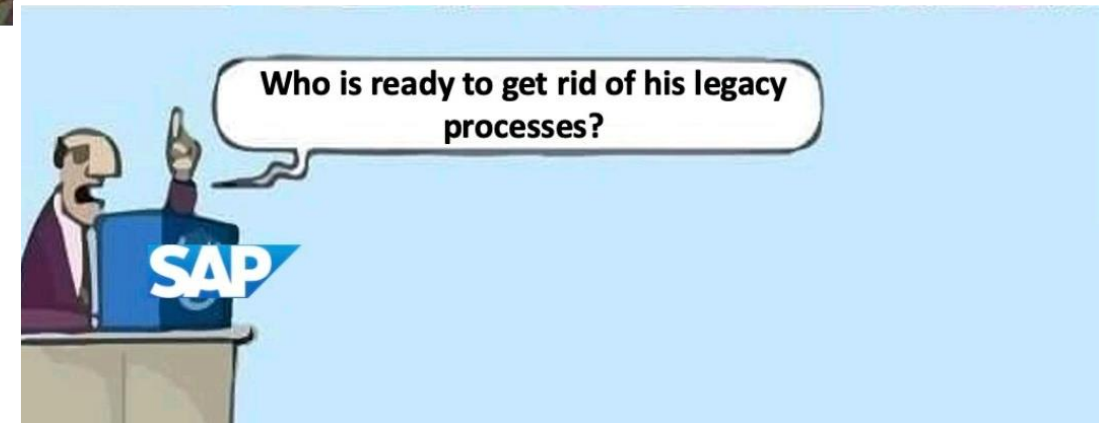 Who is ready to get rid of his legacy
processes?
SAP